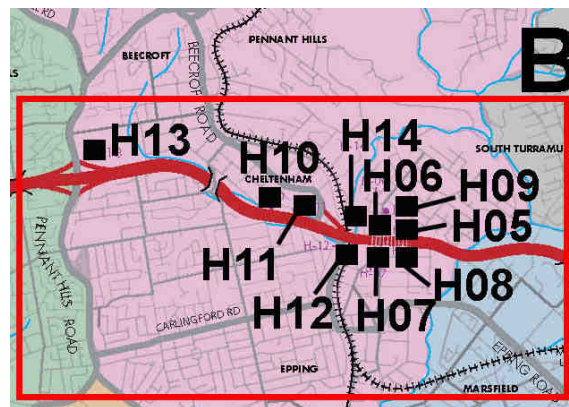 PENNANT HILLS
B
BEECROFT
BEECROFT ROAD
H13
H14
SOUTH TURRAMU
H10
H06
CHELTENHAM
H09
H05
H-12
H11
H08
H12
H07
PENNANT HILLS ROAD
CARLINGFORD RD
EPPING
EPPING ROAD
MARSFIELD